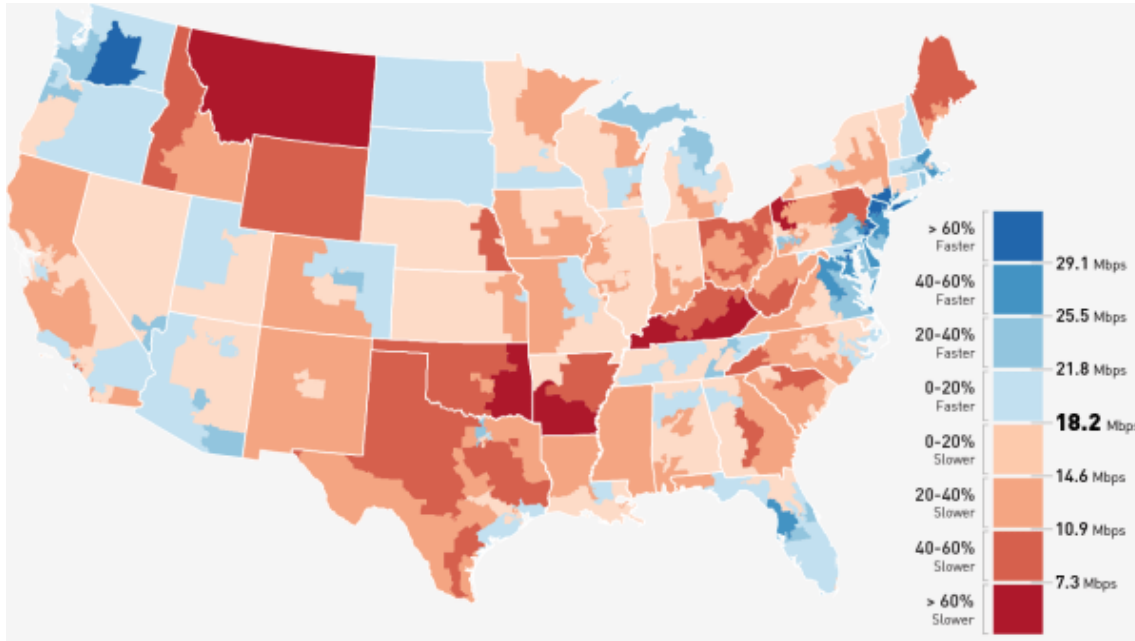 > 60%
Faster
29.1 Mbps
40-60%
Faster
25.5 Mbps
20-40%
Faster
21.8 Mbps
0-20%
Faster
18.2 Mbps
0-20%
Slower
14.6 Mbps
20-40%
Slower
10.9 Mbps
40-60%
Slower
7.3 Mbps
> 60%
Slower